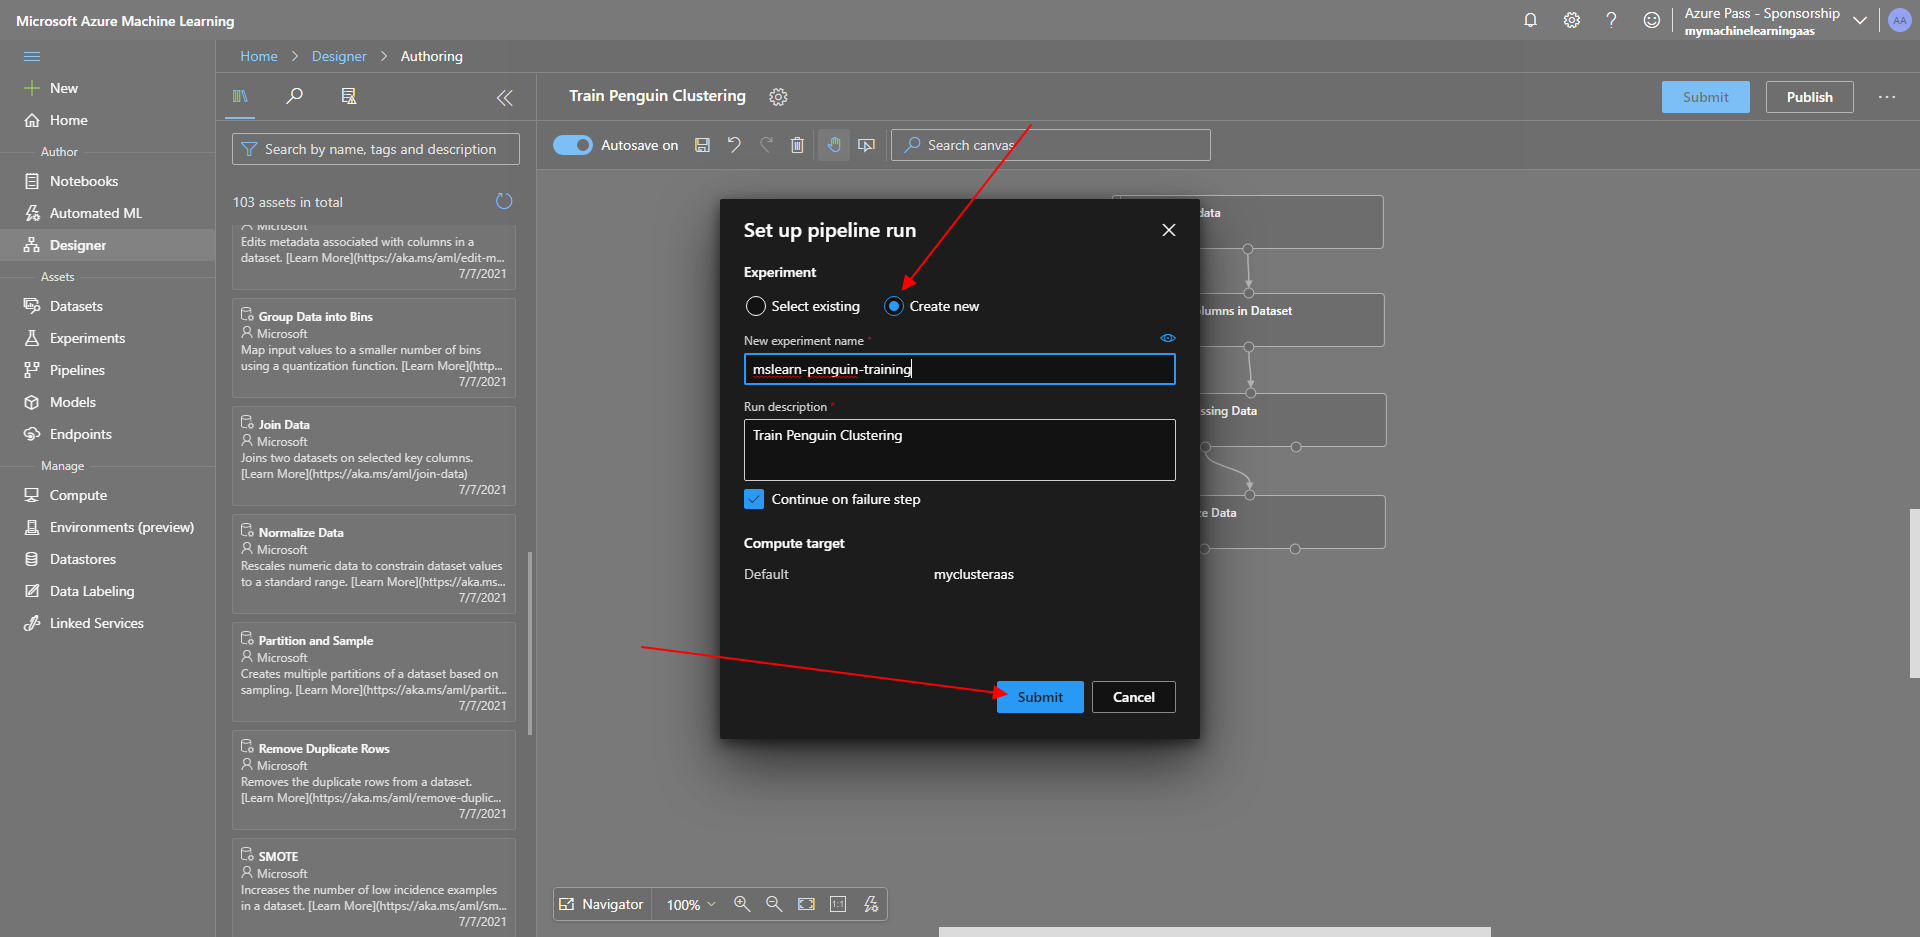 Microsoft Azure Machine Learning
Azure Pass - Sponsorship
mymachinelearningaas
AA
New
Home
Author
Notebooks
Automated ML
Designer
Assets
Datasets
Experiments
Pipelines
Models
Endpoints
Manage
Compute
Environments (preview)
Datastores
Data Labeling
Linked Services
Home > Designer > Authoring
Search by name, tags and description
103 assets in total
Microsoft
Edits metadata associated with columns in a
dataset. [Learn More](https://aka.ms/aml/edit-m...
7/7/2021
Group Data into Bins
Microsoft
Map input values to a smaller number of bins
using a quantization function. [Learn More](http...
7/7/2021
Join Data
Microsoft
Joins two datasets on selected key columns.
[Learn More](https://aka.ms/aml/join-data)
7/7/2021
Normalize Data
Microsoft
Rescales numeric data to constrain dataset values
to a standard range. [Learn More](https://aka.ms...
7/7/2021
Partition and Sample
Microsoft
Creates multiple partitions of a dataset based on
sampling. [Learn More](https://aka.ms/aml/partit...
7/7/2021
Remove Duplicate Rows
Microsoft
Removes the duplicate rows from a dataset.
[Learn More](https://aka.ms/aml/remove-duplic...
7/7/2021
SMOTE
Microsoft
Increases the number of low incidence examples
in a dataset. [Learn More](https://aka.ms/aml/sm...
7/7/2021
Train Penguin Clustering
Submit
Publish
Autosave on
Search canvas
data
lumns in Dataset
ssing Data
e Data
Set up pipeline run
Experiment
Select existing
Create new
New experiment name *
mslearn-penguin-training
Run description *
Train Penguin Clustering
Continue on failure step
Compute target
Default
myclusteraas
Submit
Cancel
Navigator
100%
1:1